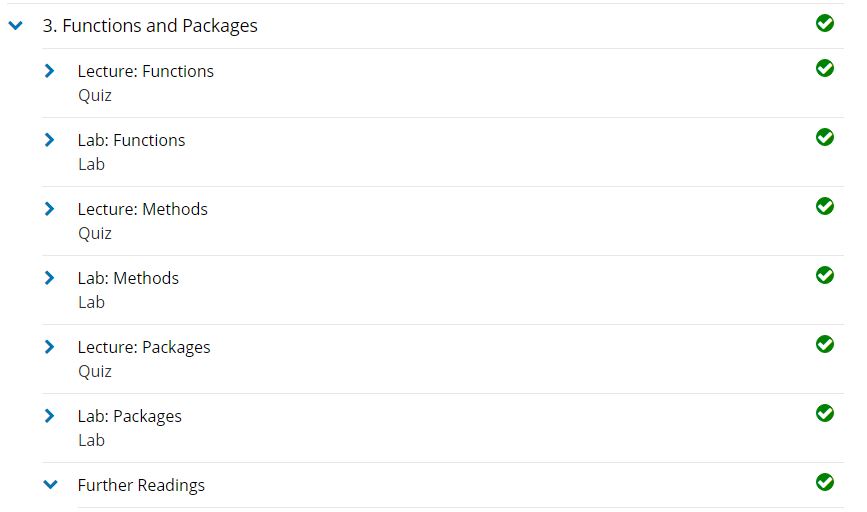 3. Functions and Packages
Lecture: Functions
Quiz
Lab: Functions
Lab
Lecture: Methods
Quiz
Lab: Methods
Lab
Lecture: Packages
Quiz
Lab: Packages
Lab
Further Readings